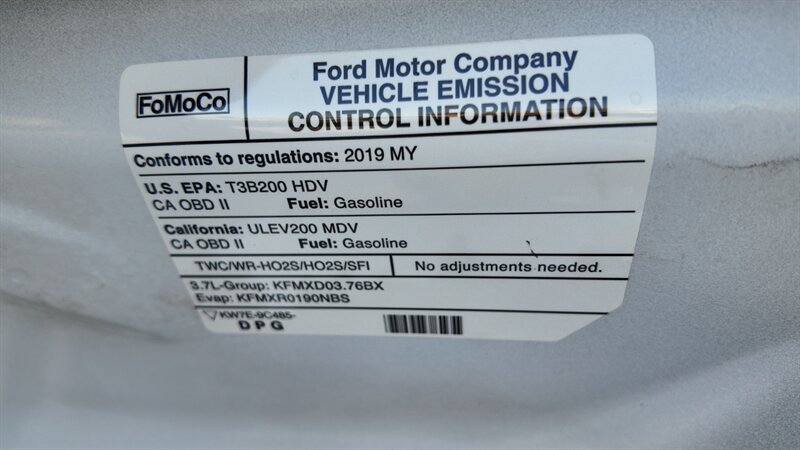 FoMoCo
Ford Motor Company
VEHICLE EMISSION
CONTROL INFORMATION
Conforms to regulations: 2019 MY
U.S. EPA: T3B200 HDV
CA OBD II Fuel: Gasoline
California: ULEV200 MDV
CA OBD II Fuel: Gasoline
TWC/WR-HO2S/HO2S/SFI No adjustments needed.
3.7L-Group: KFMXD03.76BX
Evap: KFMXR0190NBS
KW7E-9C485-
DPG